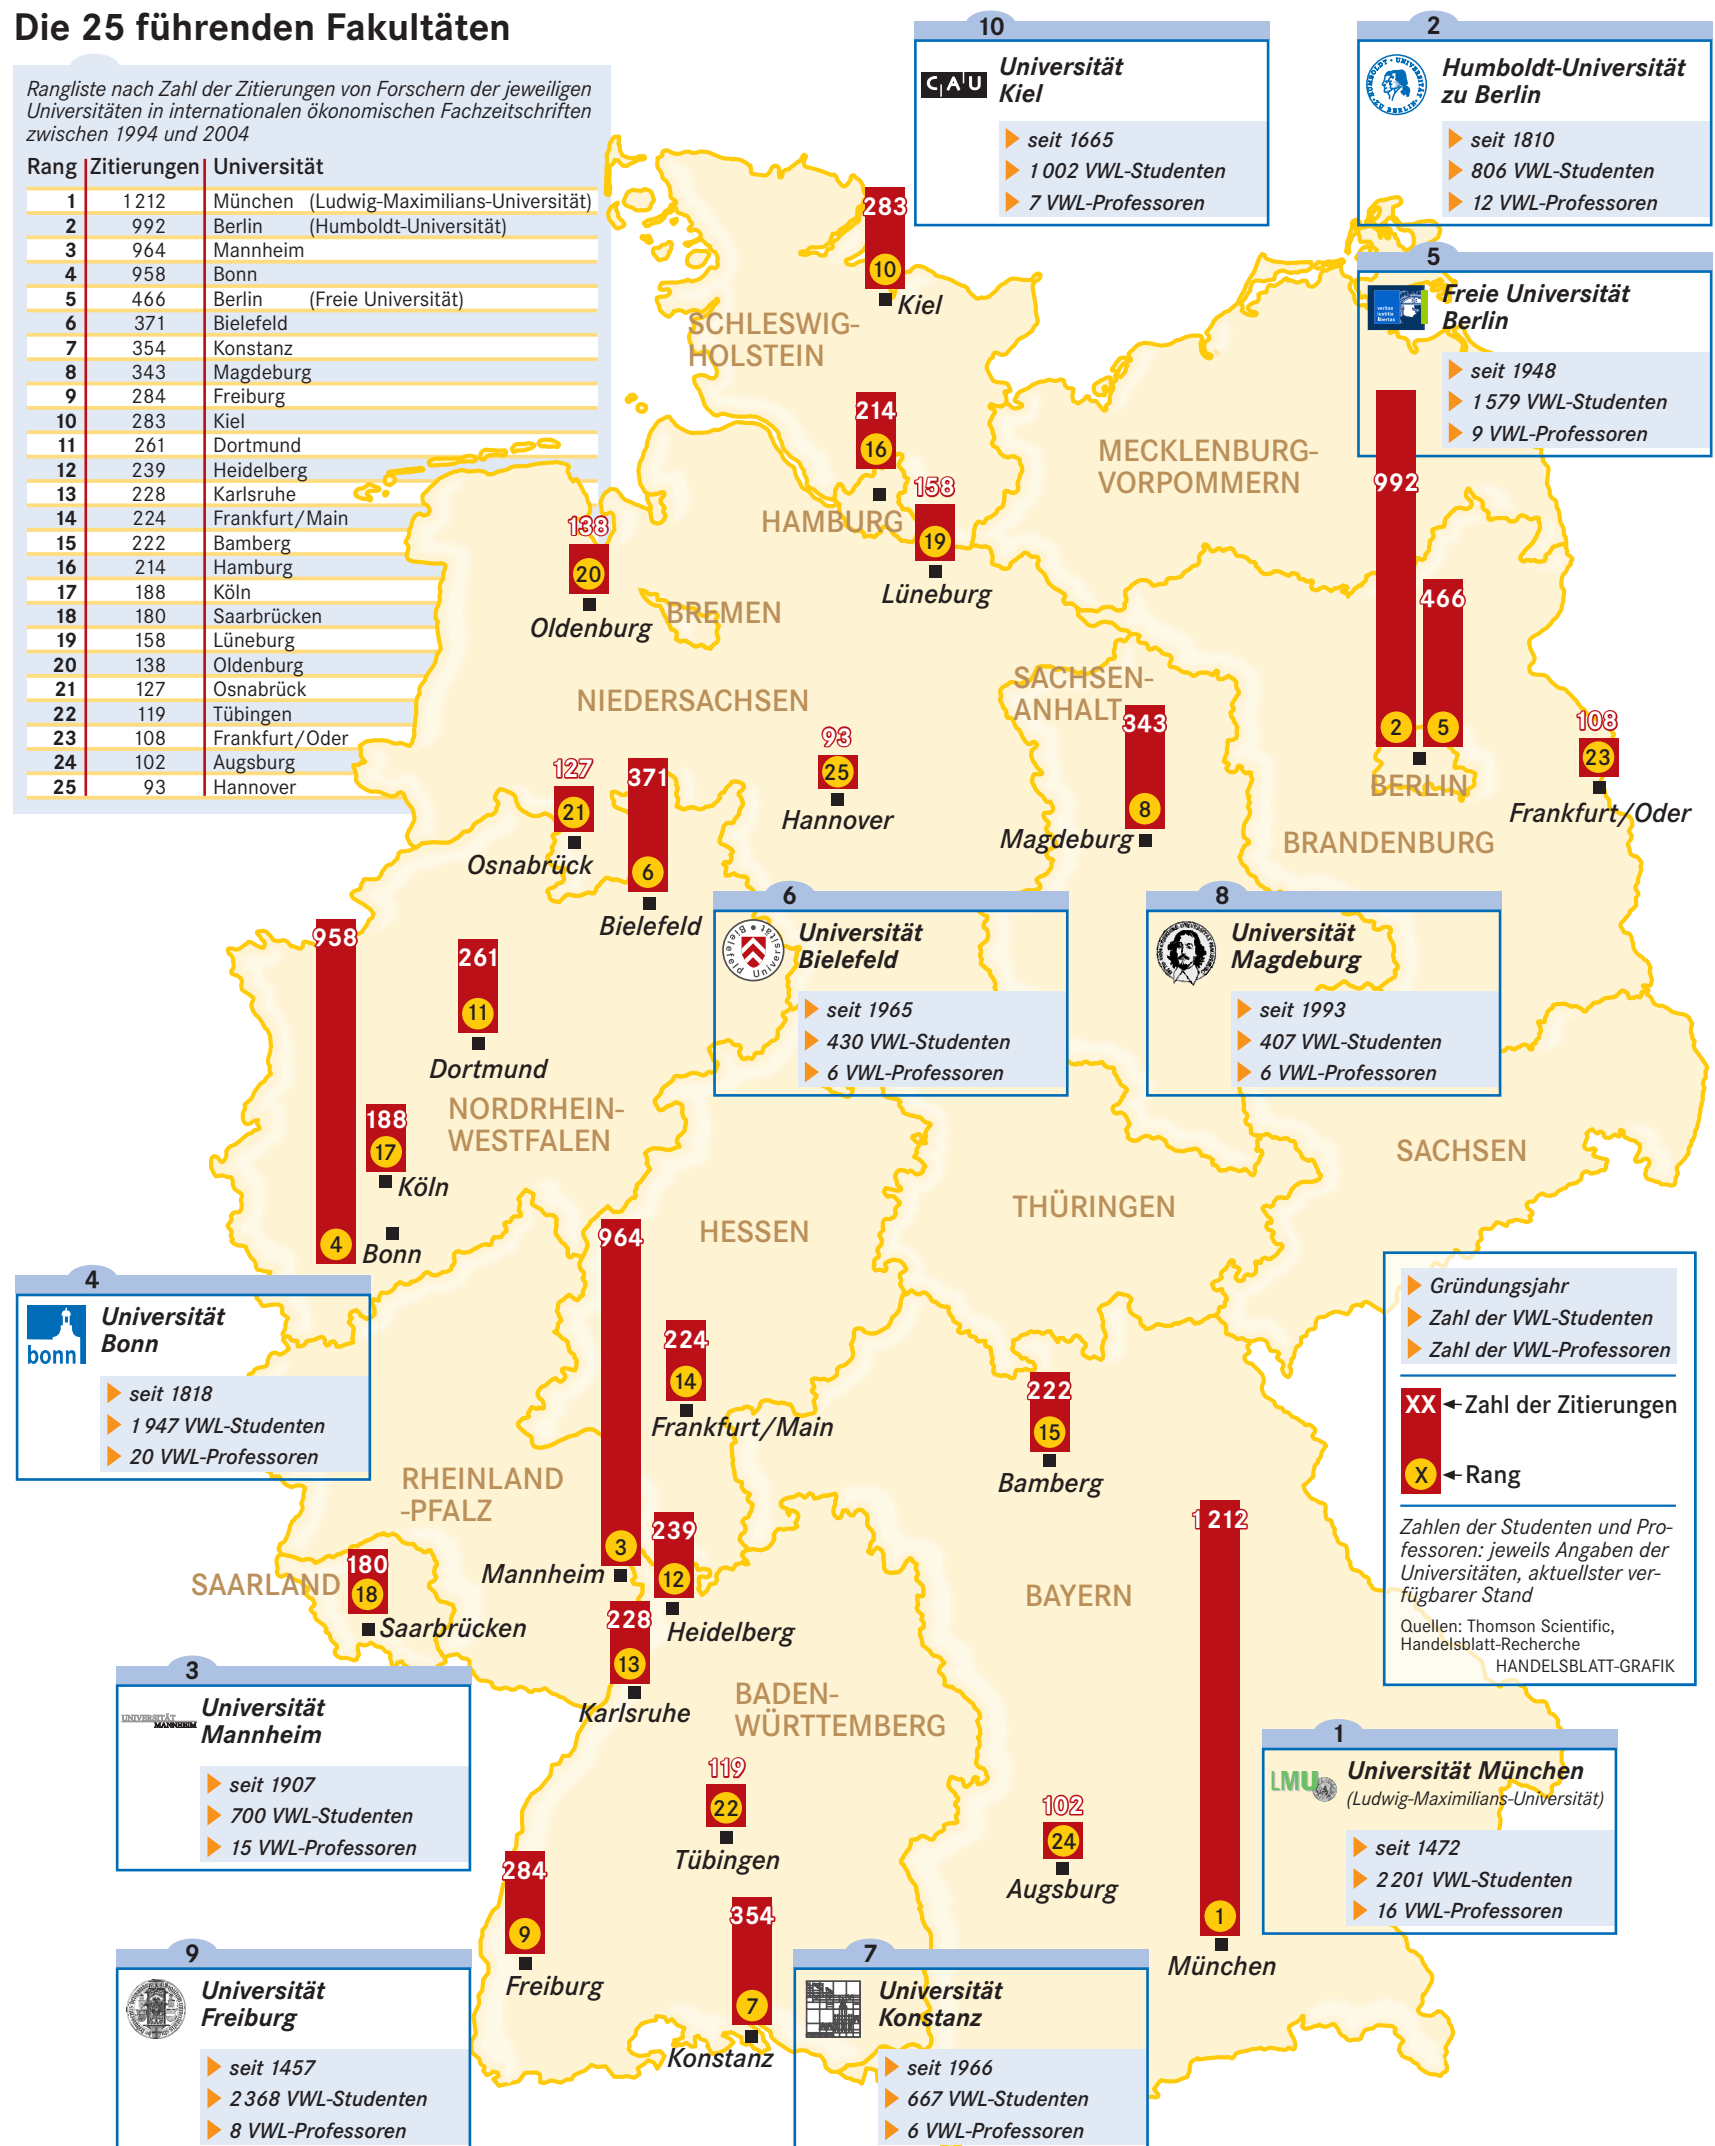 Die 25 führenden Fakultäten
Rangliste nach Zahl der Zitierungen von Forschern der jeweiligen
Universitäten in internationalen ökonomischen Fachzeitschriften
zwischen 1994 und 2004
Rang Zitierungen Universität
1 1 212 München (Ludwig-Maximilians-Universität)
2 992 Berlin (Humboldt-Universität)
3 964 Mannheim
4 958 Bonn
5 466 Berlin (Freie Universität)
6 371 Bielefeld
7 354 Konstanz
8 343 Magdeburg
9 284 Freiburg
10 283 Kiel
11 261 Dortmund
12 239 Heidelberg
13 228 Karlsruhe
14 224 Frankfurt/Main
15 222 Bamberg
16 214 Hamburg
17 188 Köln
18 180 Saarbrücken
19 158 Lüneburg
20 138 Oldenburg
21 127 Osnabrück
22 119 Tübingen
23 108 Frankfurt/Oder
24 102 Augsburg
25 93 Hannover
10
CAU
Universität
Kiel
seit 1665
1 002 VWL-Studenten
7 VWL-Professoren
2
Humboldt-Universität
zu Berlin
seit 1810
806 VWL-Studenten
12 VWL-Professoren
5
Freie Universität
Berlin
seit 1948
1 579 VWL-Studenten
9 VWL-Professoren
283
10
Kiel
SCHLESWIG-
HOLSTEIN
214
16
HAMBURG
158
19
Lüneburg
MECKLENBURG-
VORPOMMERN
138
20
Oldenburg
BREMEN
NIEDERSACHSEN
SACHSEN-
ANHALT
343
8
Magdeburg
992
2
466
5
BERLIN
108
23
Frankfurt/Oder
BRANDENBURG
127
21
Osnabrück
371
6
Bielefeld
93
25
Hannover
6
Universität
Bielefeld
seit 1965
430 VWL-Studenten
6 VWL-Professoren
8
Universität
Magdeburg
seit 1993
407 VWL-Studenten
6 VWL-Professoren
958
4
Bonn
261
11
Dortmund
188
17
Köln
NORDRHEIN-
WESTFALEN
HESSEN
THÜRINGEN
SACHSEN
4
bonn
Universität
Bonn
seit 1818
1 947 VWL-Studenten
20 VWL-Professoren
964
3
Mannheim
224
14
Frankfurt/Main
222
15
Bamberg
RHEINLAND
-PFALZ
239
12
Heidelberg
SAARLAND
180
18
Saarbrücken
228
13
Karlsruhe
BAYERN
1 212
1
München
Gründungsjahr
Zahl der VWL-Studenten
Zahl der VWL-Professoren
XX Zahl der Zitierungen
X Rang
Zahlen der Studenten und Pro-
fessoren: jeweils Angaben der
Universitäten, aktuellster ver-
fügbarer Stand
Quellen: Thomson Scientific,
Handelsblatt-Recherche
HANDELSBLATT-GRAFIK
3
UNIVERSITÄT
MANNHEIM
Universität
Mannheim
seit 1907
700 VWL-Studenten
15 VWL-Professoren
BADEN-
WÜRTTEMBERG
119
22
Tübingen
102
24
Augsburg
1
LMU
Universität München
(Ludwig-Maximilians-Universität)
seit 1472
2 201 VWL-Studenten
16 VWL-Professoren
284
9
Freiburg
354
7
Konstanz
9
Universität
Freiburg
seit 1457
2 368 VWL-Studenten
8 VWL-Professoren
7
Universität
Konstanz
seit 1966
667 VWL-Studenten
6 VWL-Professoren